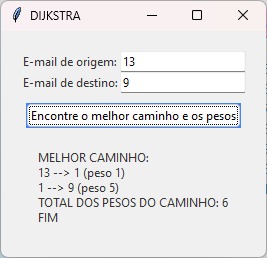 DIJKSTRA
E-mail de origem: 13
E-mail de destino: 9
Encontre o melhor caminho e os pesos
MELHOR CAMINHO:
13 --> 1 (peso 1)
1 --> 9 (peso 5)
TOTAL DOS PESOS DO CAMINHO: 6
FIM